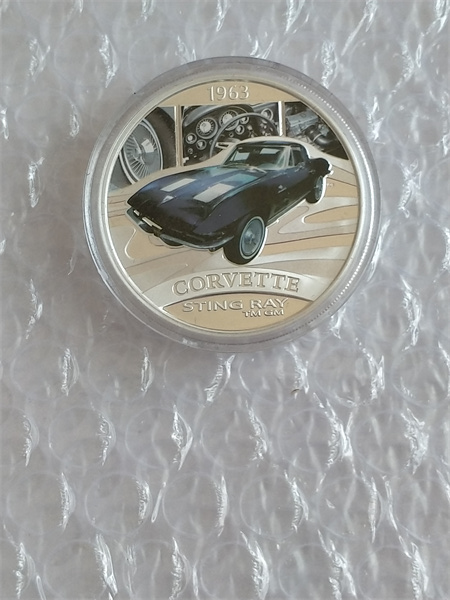 1963
CORVETTE
STING RAY
TM GM